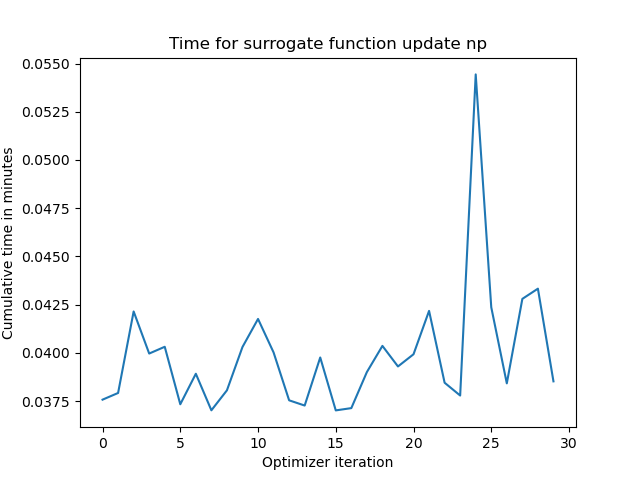 Time for surrogate function update np
Cumulative time in minutes
0.0550
0.0525
0.0500
0.0475
0.0450
0.0425
0.0400
0.0375
0 5 10 15 20 25 30
Optimizer iteration